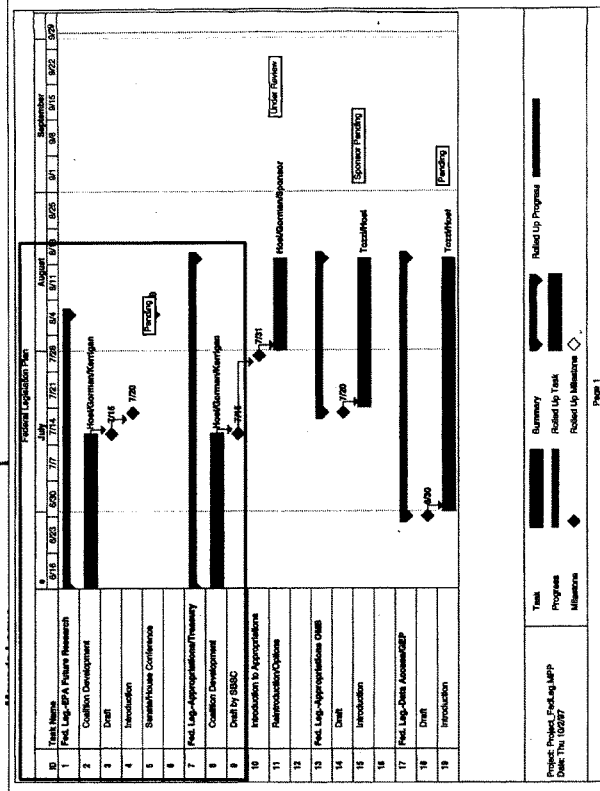 Federal Legislation Plan
July August September
ID Task Name 6/16 6/23 6/30 7/7 7/14 7/21 7/28 8/4 8/11 8/18 8/25 9/1 9/8 9/15 9/22 9/29
1 Fed. Leg.-EPA Future Research
2 Coalition Development Hoel/Gorman/Kerrigan
3 Draft 7/15
4 Introduction 7/20
5 Senate/House Conference Pending
6
7 Fed. Leg.-Appropriations/Treasury
8 Coalition Development Hoel/Gorman/Kerrigan
9 Draft by SBSC 7/15
10 Introduction to Appropriations 7/31
11 Reintroduction/Options Hoel/Gorman/Sponsor Under Review
12
13 Fed. Leg.-Appropriations OMB
14 Draft 7/20
15 Introduction Tozzi/Hoel Sponsor Pending
16
17 Fed. Leg.-Data Access/GEP
18 Draft 6/30
19 Introduction Tozzi/Hoel Pending
Project: Project_FedLeg.MPP
Date: Thu 10/2/97
Task Summary Rolled Up Progress
Progress Rolled Up Task
Milestone Rolled Up Milestone
Page 1